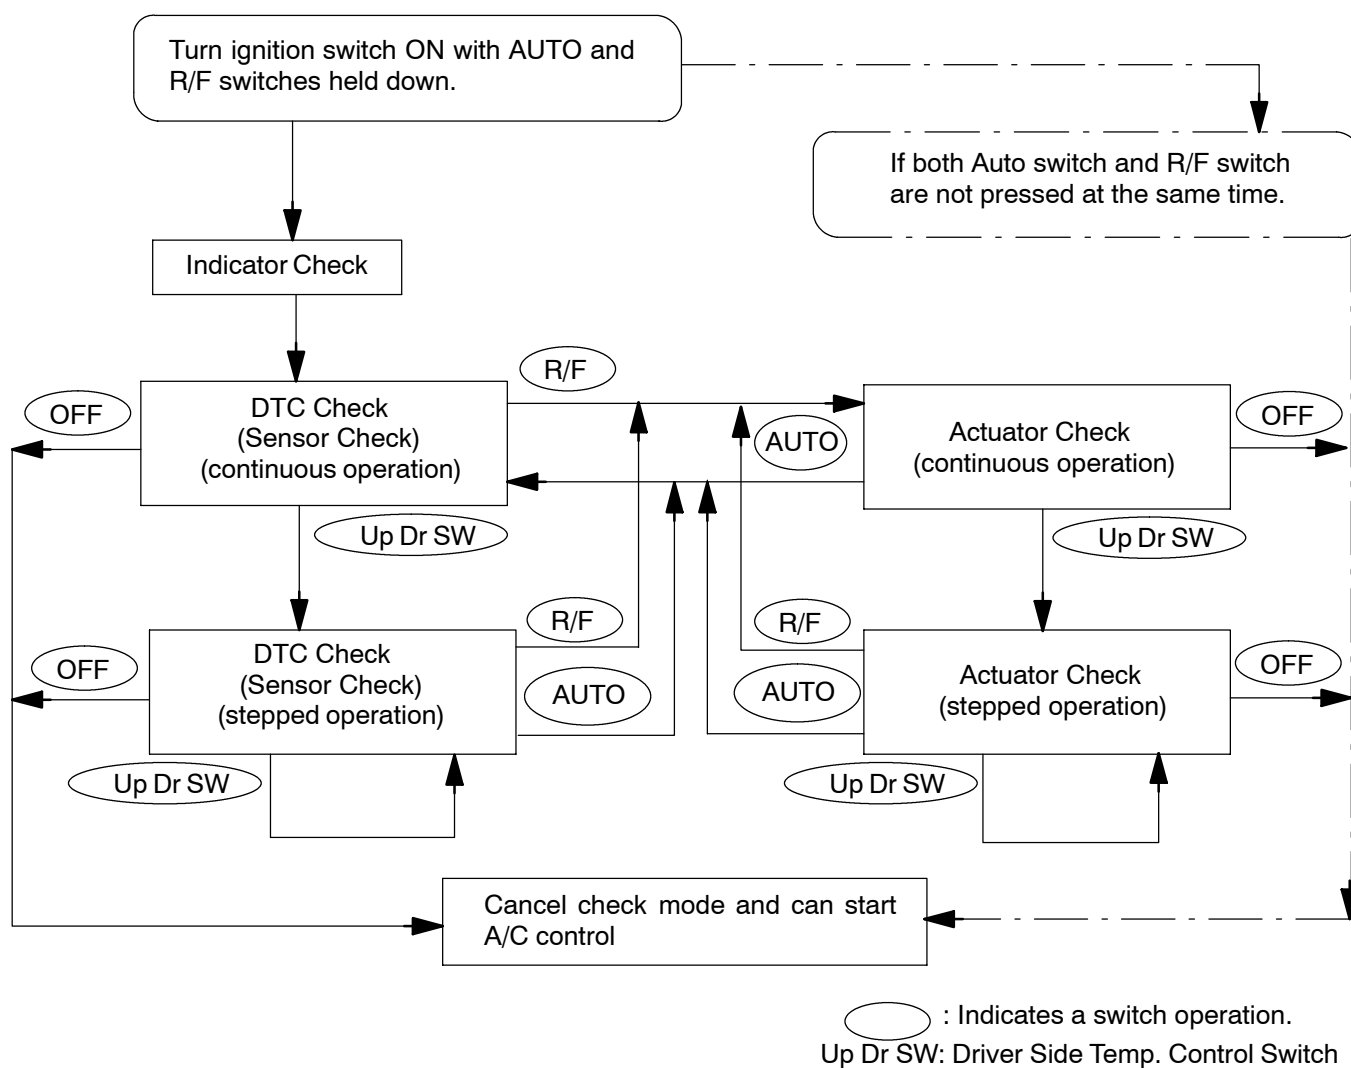 Turn ignition switch ON with AUTO and
R/F switches held down.
If both Auto switch and R/F switch
are not pressed at the same time.
Indicator Check
R/F
OFF
DTC Check
(Sensor Check)
(continuous operation)
AUTO
Actuator Check
(continuous operation)
OFF
Up Dr SW
Up Dr SW
R/F
R/F
OFF
DTC Check
(Sensor Check)
(stepped operation)
AUTO
AUTO
Actuator Check
(stepped operation)
OFF
Up Dr SW
Up Dr SW
Cancel check mode and can start
A/C control
: Indicates a switch operation.
Up Dr SW: Driver Side Temp. Control Switch